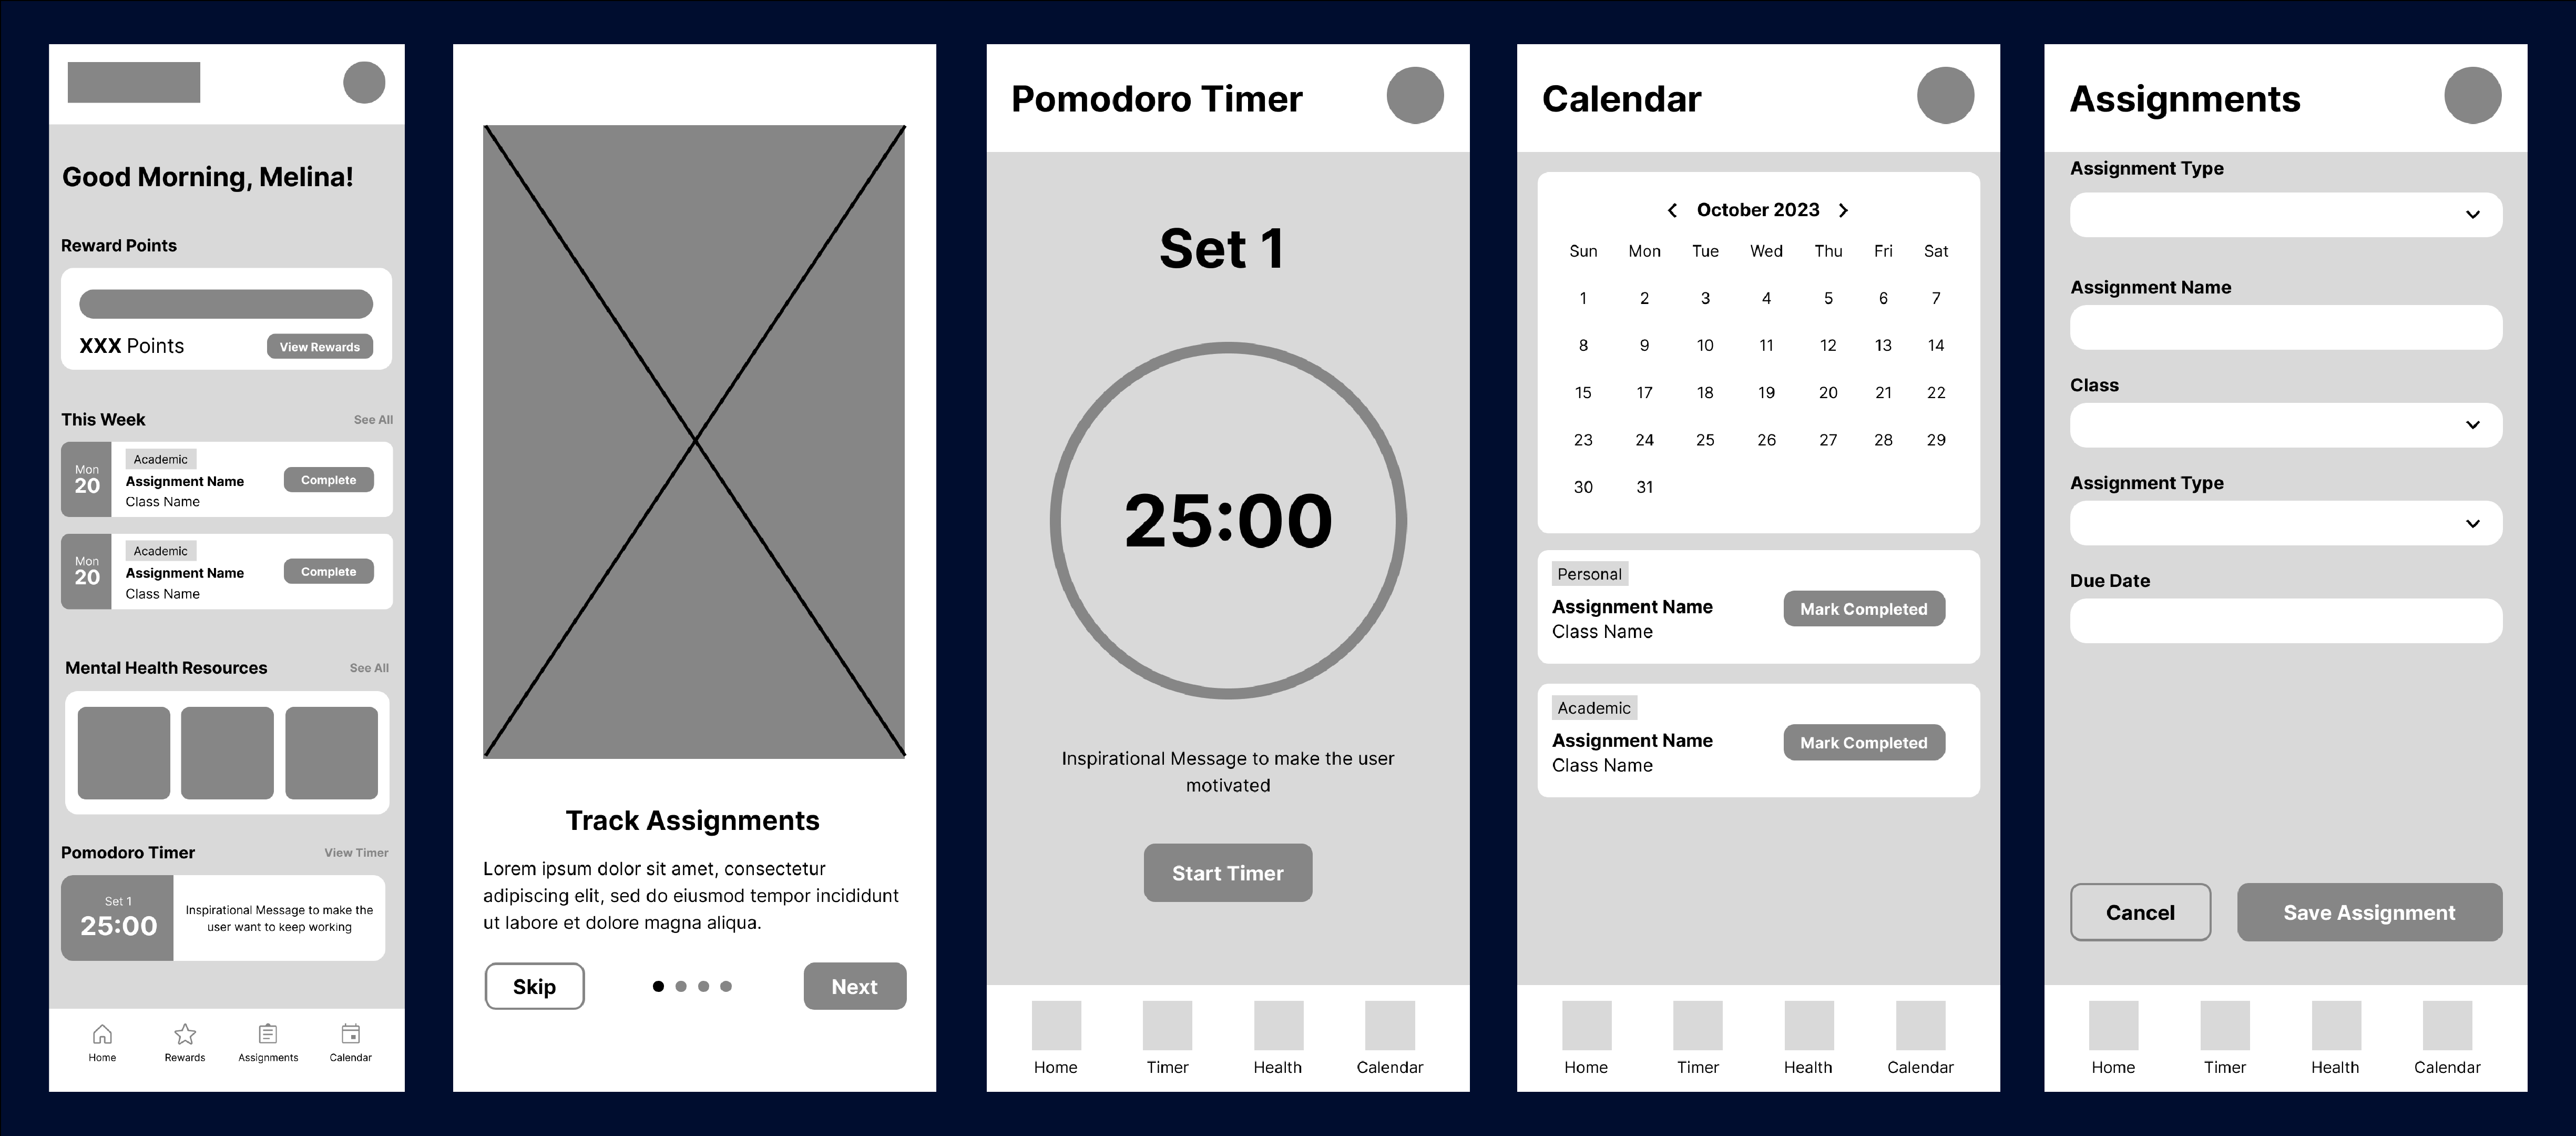 Good Morning, Melina!
Reward Points
XXX Points
View Rewards
This Week
See All
Mon
20
Academic
Assignment Name
Class Name
Complete
Mon
20
Academic
Assignment Name
Class Name
Complete
Mental Health Resources
See All
Pomodoro Timer
View Timer
Set 1
25:00
Inspirational Message to make the
user want to keep working
Home
Rewards
Assignments
Calendar
Track Assignments
Lorem ipsum dolor sit amet, consectetur
adipiscing elit, sed do eiusmod tempor incididunt
ut labore et dolore magna aliqua.
Skip
Next
Pomodoro Timer
Set 1
25:00
Inspirational Message to make the user
motivated
Start Timer
Home Timer Health Calendar
Calendar
October 2023
Sun Mon Tue Wed Thu Fri Sat
1 2 3 4 5 6 7
8 9 10 11 12 13 14
15 17 18 19 20 21 22
23 24 25 26 27 28 29
30 31
Personal
Assignment Name
Class Name
Mark Completed
Academic
Assignment Name
Class Name
Mark Completed
Home Timer Health Calendar
Assignments
Assignment Type
Assignment Name
Class
Assignment Type
Due Date
Cancel
Save Assignment
Home Timer Health Calendar